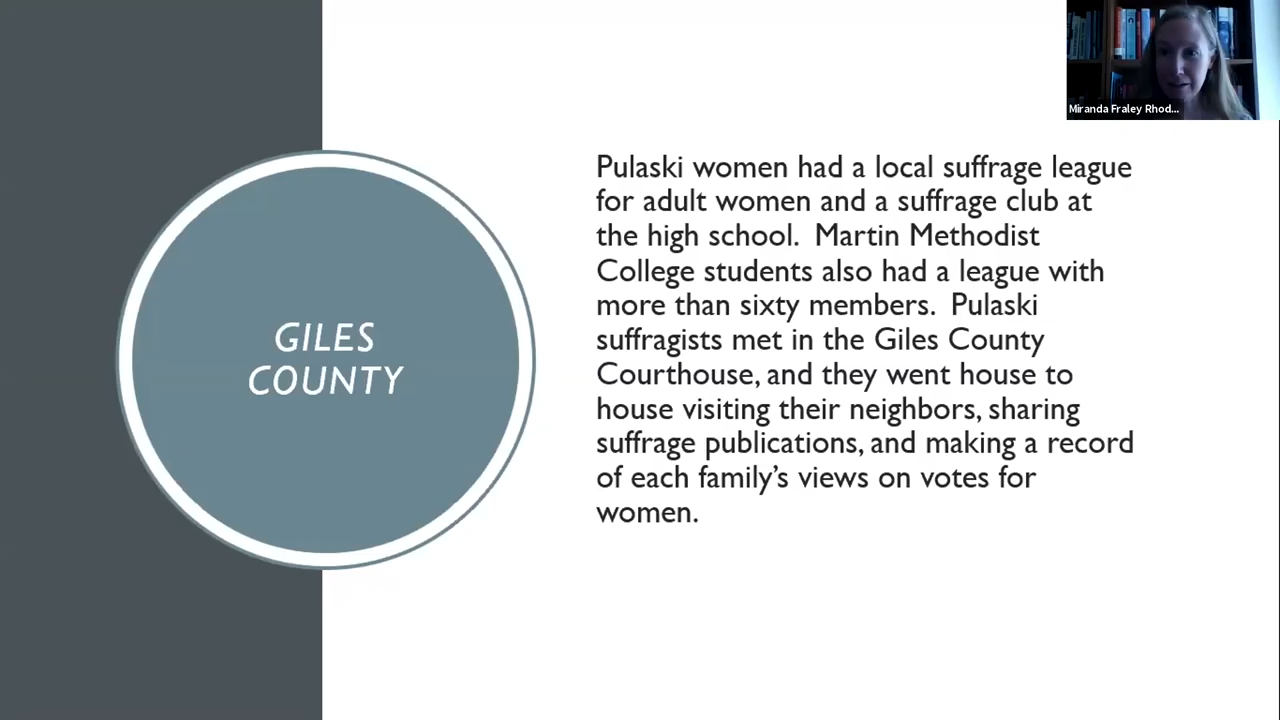 Miranda Fraley Rhod...
GILES
COUNTY
Pulaski women had a local suffrage league
for adult women and a suffrage club at
the high school.  Martin Methodist
College students also had a league with
more than sixty members.  Pulaski
suffragists met in the Giles County
Courthouse, and they went house to
house visiting their neighbors, sharing
suffrage publications, and making a record
of each family’s views on votes for
women.